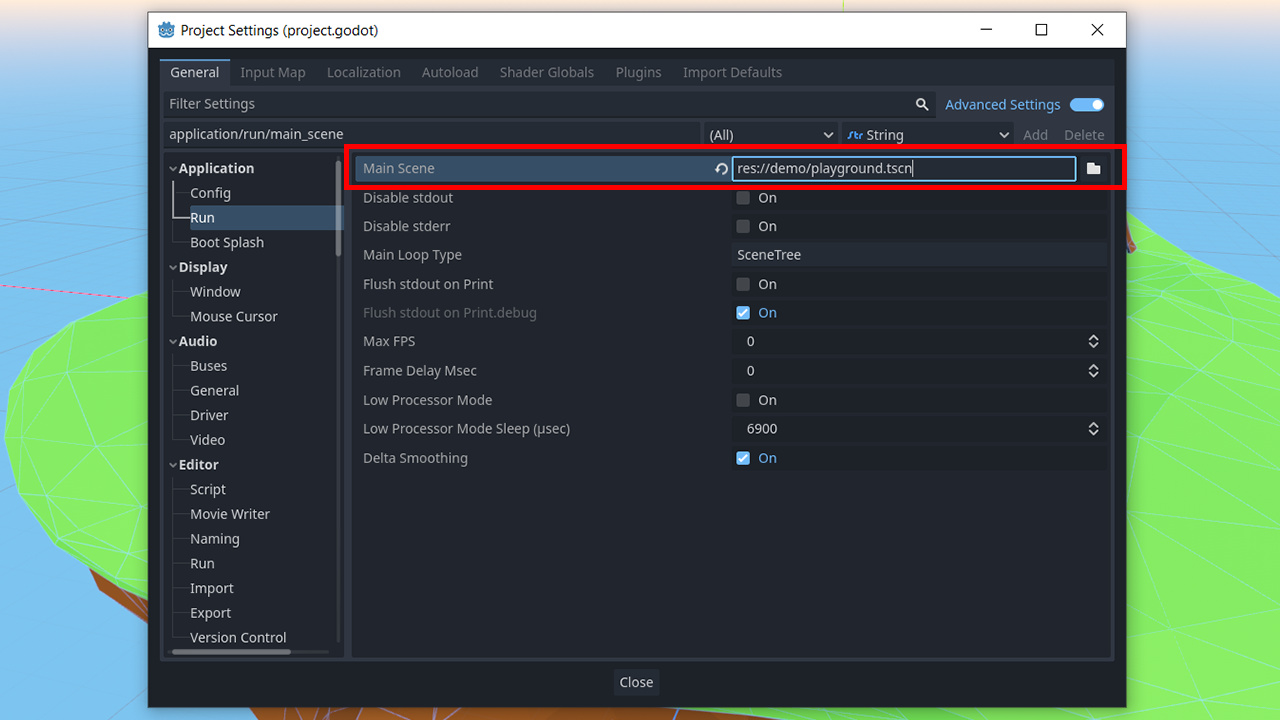 Project Settings (project.godot)
General Input Map Localization Autoload Shader Globals Plugins Import Defaults
Filter Settings Advanced Settings
application/run/main_scene (All) String Add Delete
Application
Config
Run
Boot Splash
Display
Window
Mouse Cursor
Audio
Buses
General
Driver
Video
Editor
Script
Movie Writer
Naming
Run
Import
Export
Version Control
Main Scene res://demo/playground.tscn
Disable stdout On
Disable stderr On
Main Loop Type SceneTree
Flush stdout on Print On
Flush stdout on Print.debug On
Max FPS 0
Frame Delay Msec 0
Low Processor Mode On
Low Processor Mode Sleep (µsec) 6900
Delta Smoothing On
Close